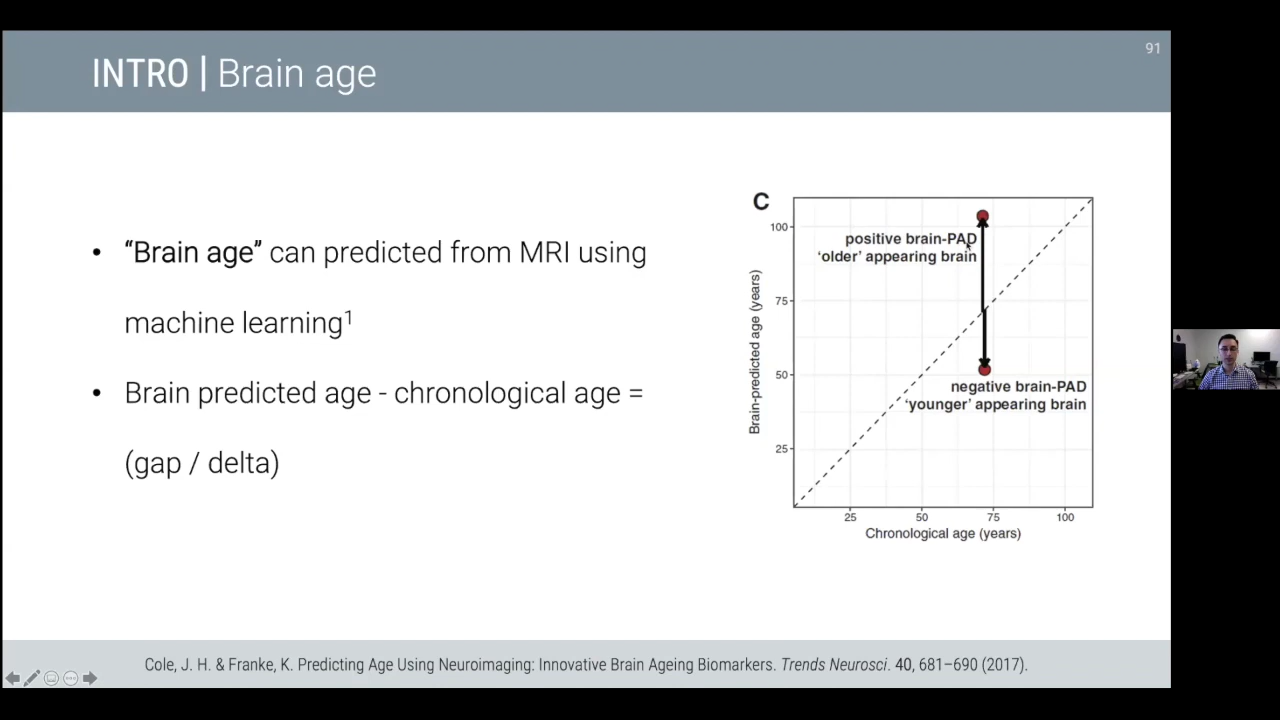 91
INTRO | Brain age
• “Brain age” can predicted from MRI using
machine learning¹
• Brain predicted age - chronological age =
(gap / delta)
C
Brain-predicted age (years)
100
75
50
25
positive brain-PAD
‘older’ appearing brain
negative brain-PAD
‘younger’ appearing brain
25 50 75 100
Chronological age (years)
Cole, J. H. & Franke, K. Predicting Age Using Neuroimaging: Innovative Brain Ageing Biomarkers. Trends Neurosci. 40, 681–690 (2017).